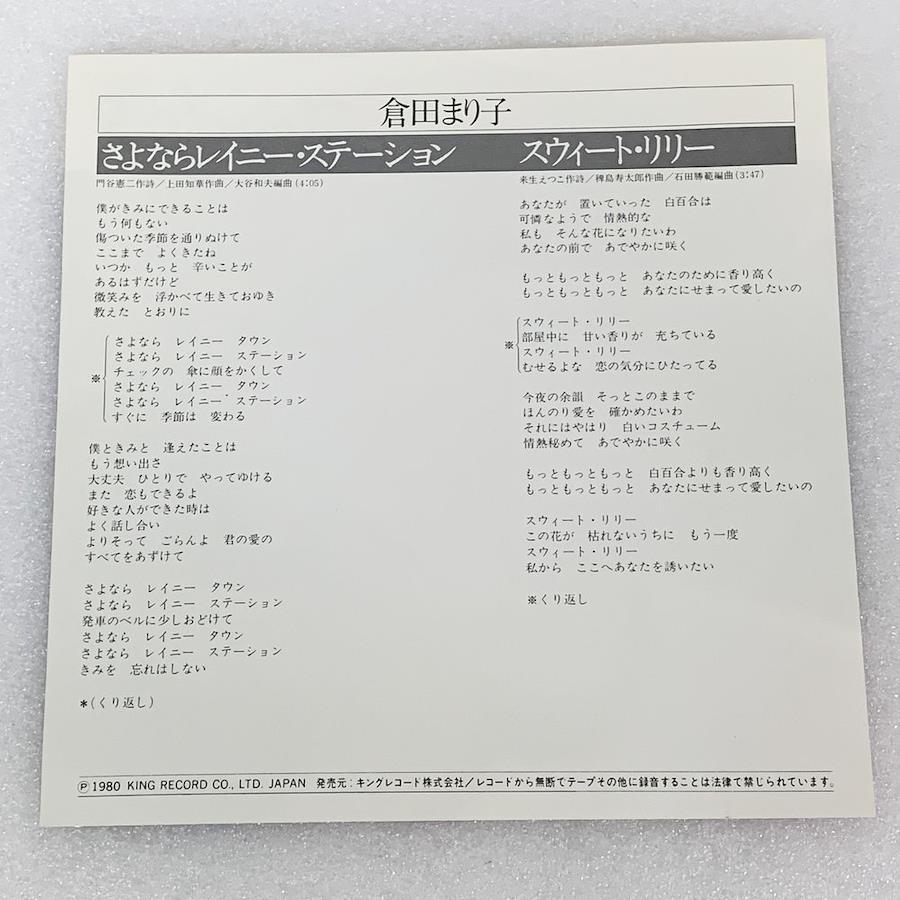 倉田まり子
さよならレイニー・ステーション
門谷憲二作詩／上田知華作曲／大谷和夫編曲(4:05)
僕がきみにできることは
もう何もない
傷ついた季節を通りぬけて
ここまで　よくきたね
いつか　もっと　辛いことが
あるはずだけど
微笑みを　浮かべて生きておゆき
教えた　とおりに
※
さよなら　レイニー　タウン
さよなら　レイニー　ステーション
チェックの　傘に顔をかくして
さよなら　レイニー　タウン
さよなら　レイニー　ステーション
すぐに　季節は　変わる
僕ときみと　逢えたことは
もう想い出さ
大丈夫　ひとりで　やってゆける
また　恋もできるよ
好きな人ができた時は
よく話し合い
よりそって　ごらんよ　君の愛の
すべてをあずけて
さよなら　レイニー　タウン
さよなら　レイニー　ステーション
発車のベルに少しおどけて
さよなら　レイニー　タウン
さよなら　レイニー　ステーション
きみを　忘れはしない
＊(くり返し)
スウィート・リリー
来生えつこ作詩／椑島寿太郎作曲／石田勝範編曲(3:47)
あなたが　置いていった　白百合は
可憐なようで　情熱的な
私も　そんな花になりたいわ
あなたの前で　あでやかに咲く
もっともっともっと　あなたのために香り高く
もっともっともっと　あなたにせまって愛したいの
※
スウィート・リリー
部屋中に　甘い香りが　充ちている
スウィート・リリー
むせるよな　恋の気分にひたってる
今夜の余韻　そっとこのままで
ほんのり愛を　確かめたいわ
それにはやはり　白いコスチューム
情熱秘めて　あでやかに咲く
もっともっともっと　白百合よりも香り高く
もっともっともっと　あなたにせまって愛したいの
スウィート・リリー
この花が　枯れないうちに　もう一度
スウィート・リリー
私から　ここへあなたを誘いたい
※くり返し
Ⓟ1980 KING RECORD CO., LTD. JAPAN　発売元：キングレコード株式会社／レコードから無断でテープその他に録音することは法律で禁じられています。